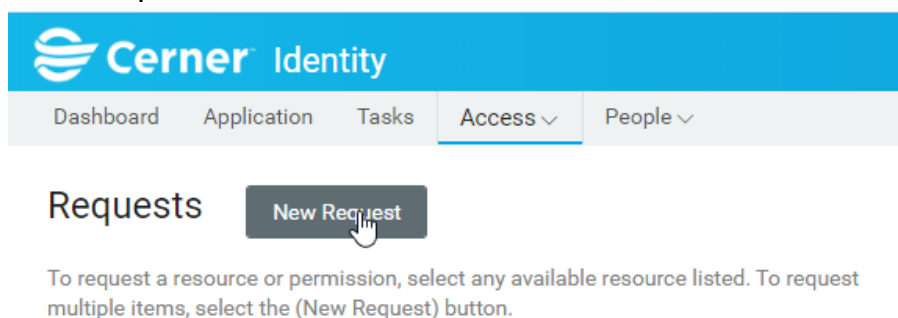 Cerner Identity
Dashboard Application Tasks Access People
Requests New Request
To request a resource or permission, select any available resource listed. To request
multiple items, select the (New Request) button.